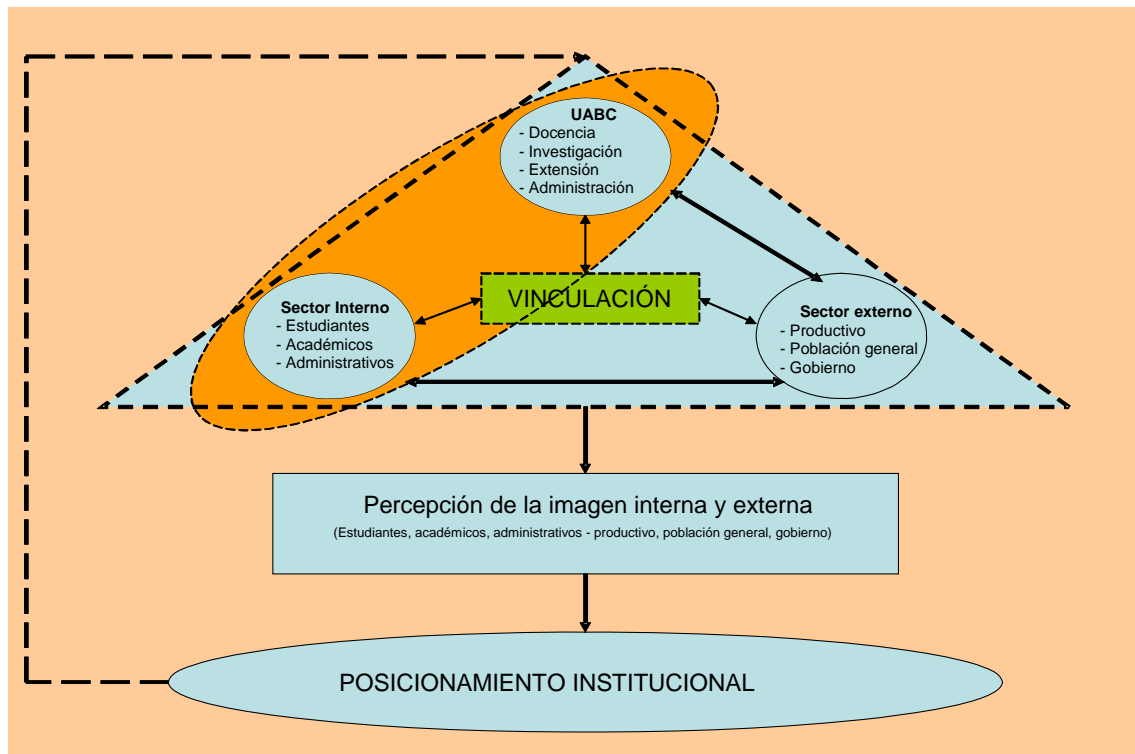 UABC
- Docencia
- Investigación
- Extensión
- Administración
VINCULACIÓN
Sector Interno
- Estudiantes
- Académicos
- Administrativos
Sector externo
- Productivo
- Población general
- Gobierno
Percepción de la imagen interna y externa
(Estudiantes, académicos, administrativos - productivo, población general, gobierno)
POSICIONAMIENTO INSTITUCIONAL